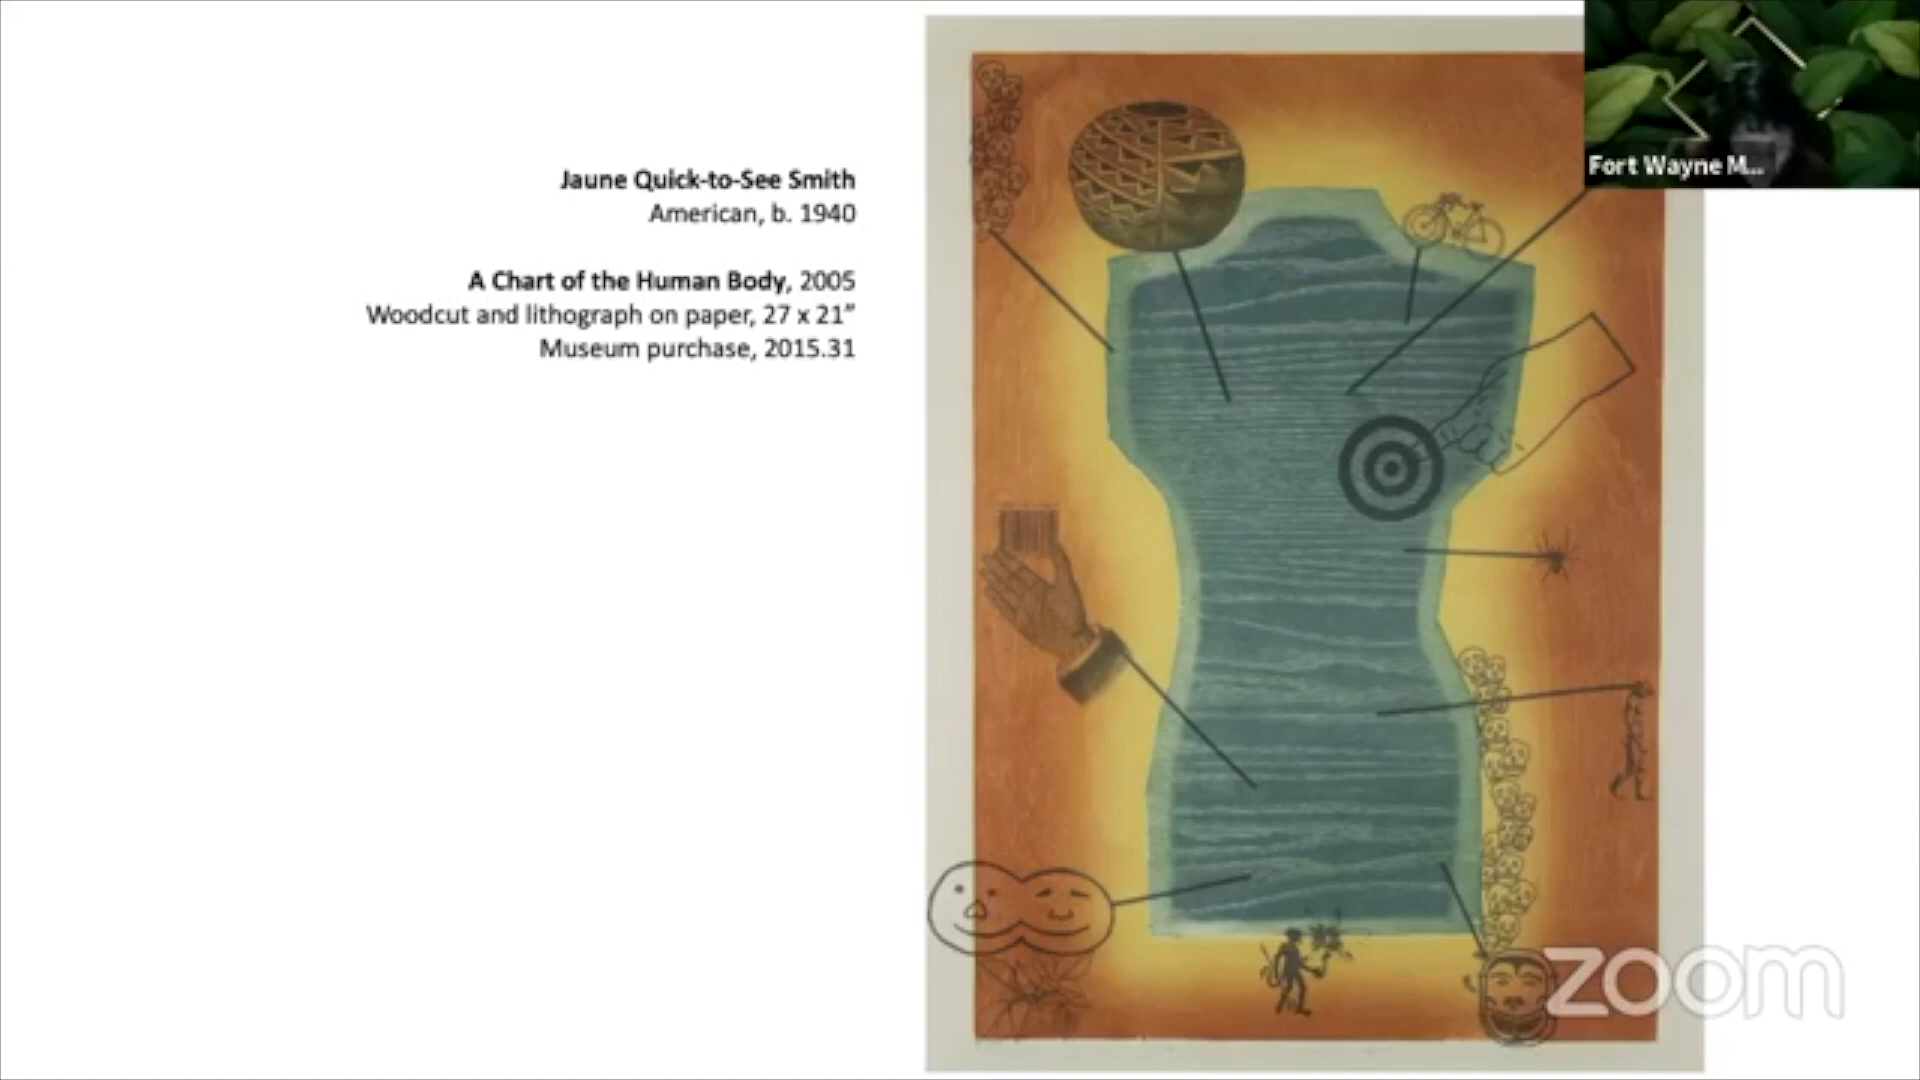 Jaune Quick-to-See Smith
American, b. 1940
A Chart of the Human Body, 2005
Woodcut and lithograph on paper, 27 x 21”
Museum purchase, 2015.31
Fort Wayne M...
zoom